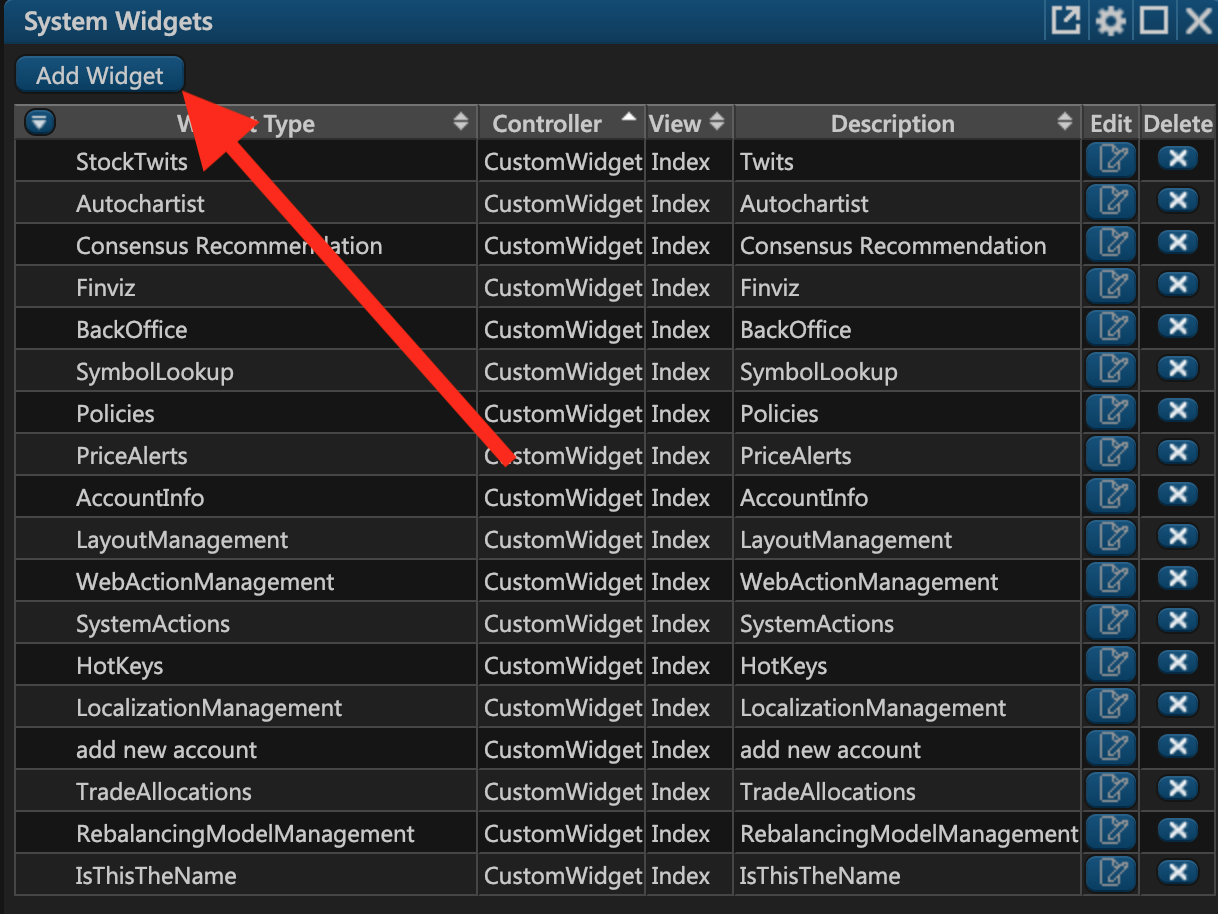 System Widgets
Add Widget
Type Controller View Description Edit Delete
StockTwits CustomWidget Index Twits
Autochartist CustomWidget Index Autochartist
Consensus Recommendation CustomWidget Index Consensus Recommendation
Finviz CustomWidget Index Finviz
BackOffice CustomWidget Index BackOffice
SymbolLookup CustomWidget Index SymbolLookup
Policies CustomWidget Index Policies
PriceAlerts CustomWidget Index PriceAlerts
AccountInfo CustomWidget Index AccountInfo
LayoutManagement CustomWidget Index LayoutManagement
WebActionManagement CustomWidget Index WebActionManagement
SystemActions CustomWidget Index SystemActions
HotKeys CustomWidget Index HotKeys
LocalizationManagement CustomWidget Index LocalizationManagement
add new account CustomWidget Index add new account
TradeAllocations CustomWidget Index TradeAllocations
RebalancingModelManagement CustomWidget Index RebalancingModelManagement
IsThisTheName CustomWidget Index IsThisTheName